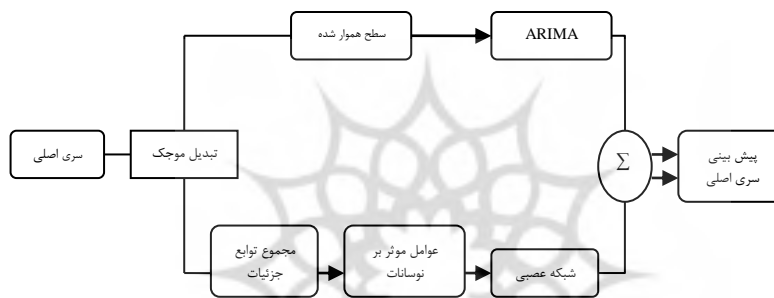 سطح هموار شده
ARIMA
سری اصلی
تبدیل موجک
∑
پیش بینی
سری اصلی
مجموع توابع
جزئیات
عوامل موثر بر
نوسانات
شبکه عصبی